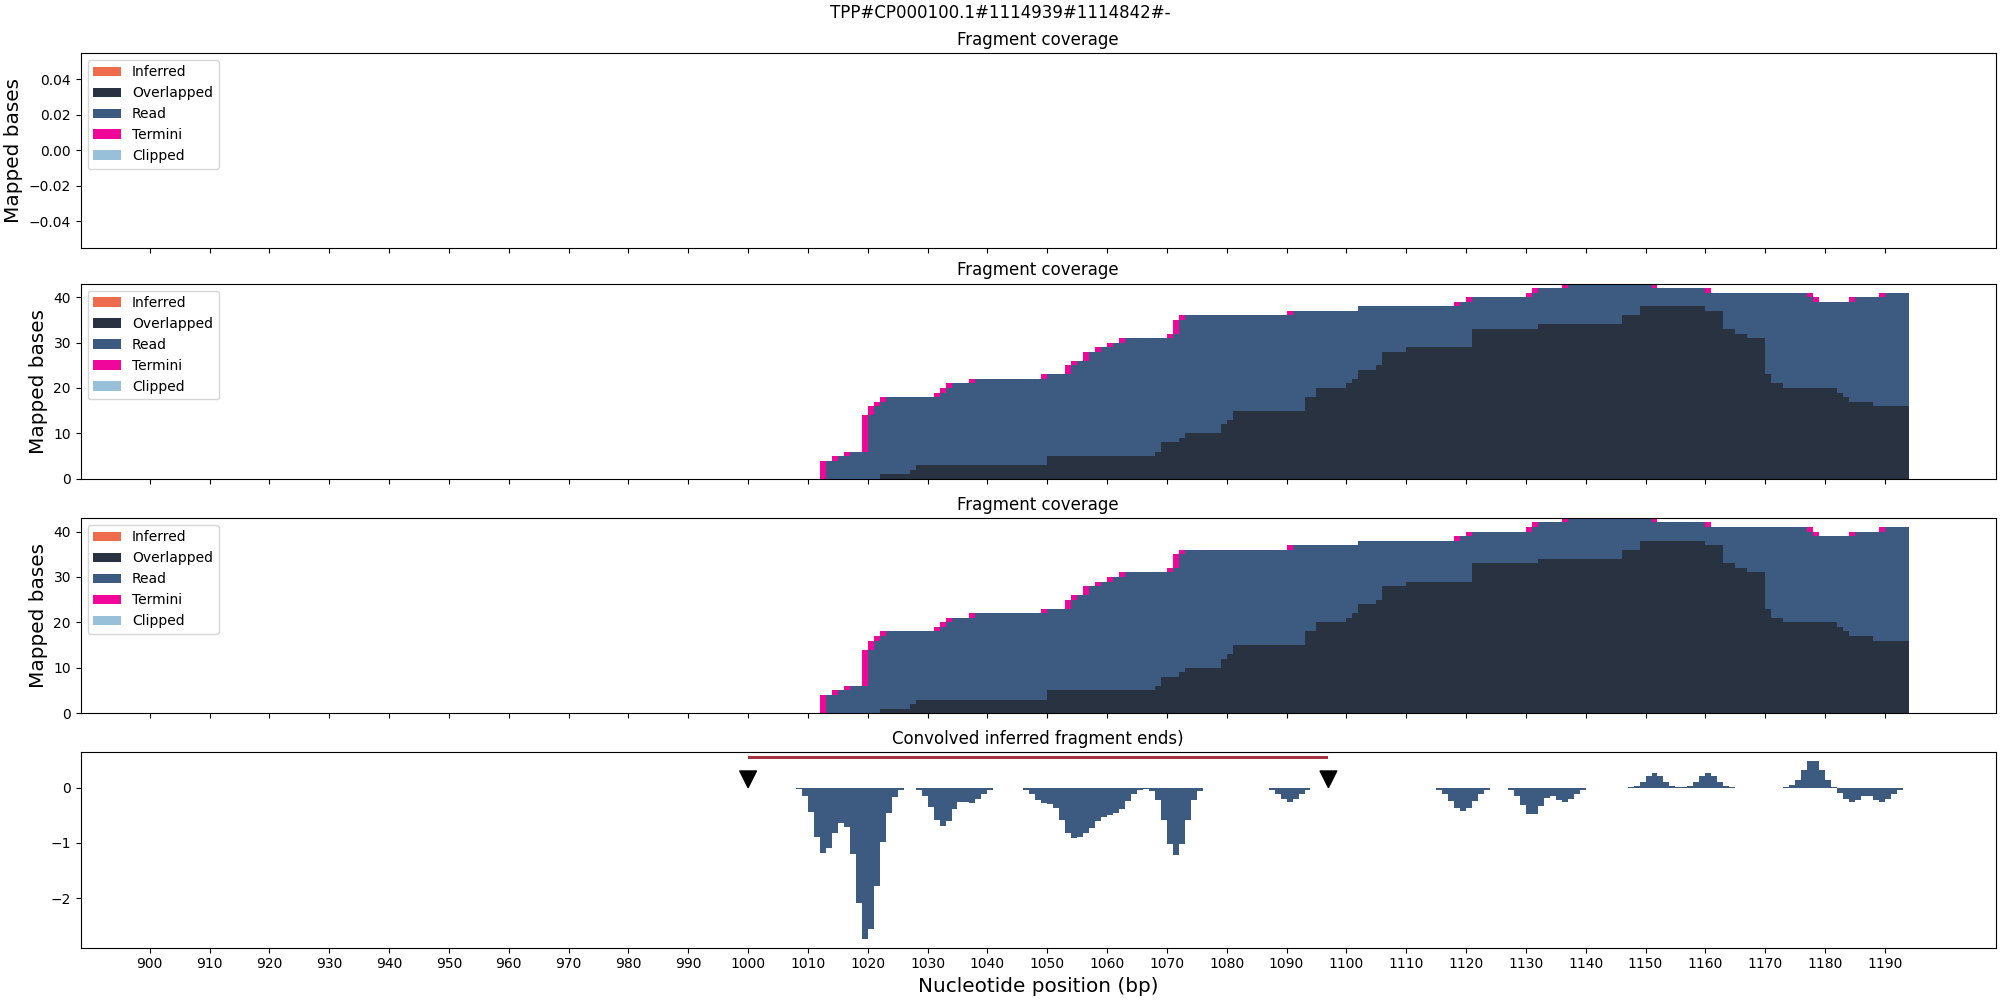 TPP#CP000100.1#1114939#1114842#-
Fragment coverage
Mapped bases
0.04
0.02
0.00
−0.02
−0.04
Inferred
Overlapped
Read
Termini
Clipped
Fragment coverage
Mapped bases
40
30
20
10
0
Inferred
Overlapped
Read
Termini
Clipped
Fragment coverage
Mapped bases
40
30
20
10
0
Inferred
Overlapped
Read
Termini
Clipped
Convolved inferred fragment ends)
0
−1
−2
900 910 920 930 940 950 960 970 980 990 1000 1010 1020 1030 1040 1050 1060 1070 1080 1090 1100 1110 1120 1130 1140 1150 1160 1170 1180 1190
Nucleotide position (bp)